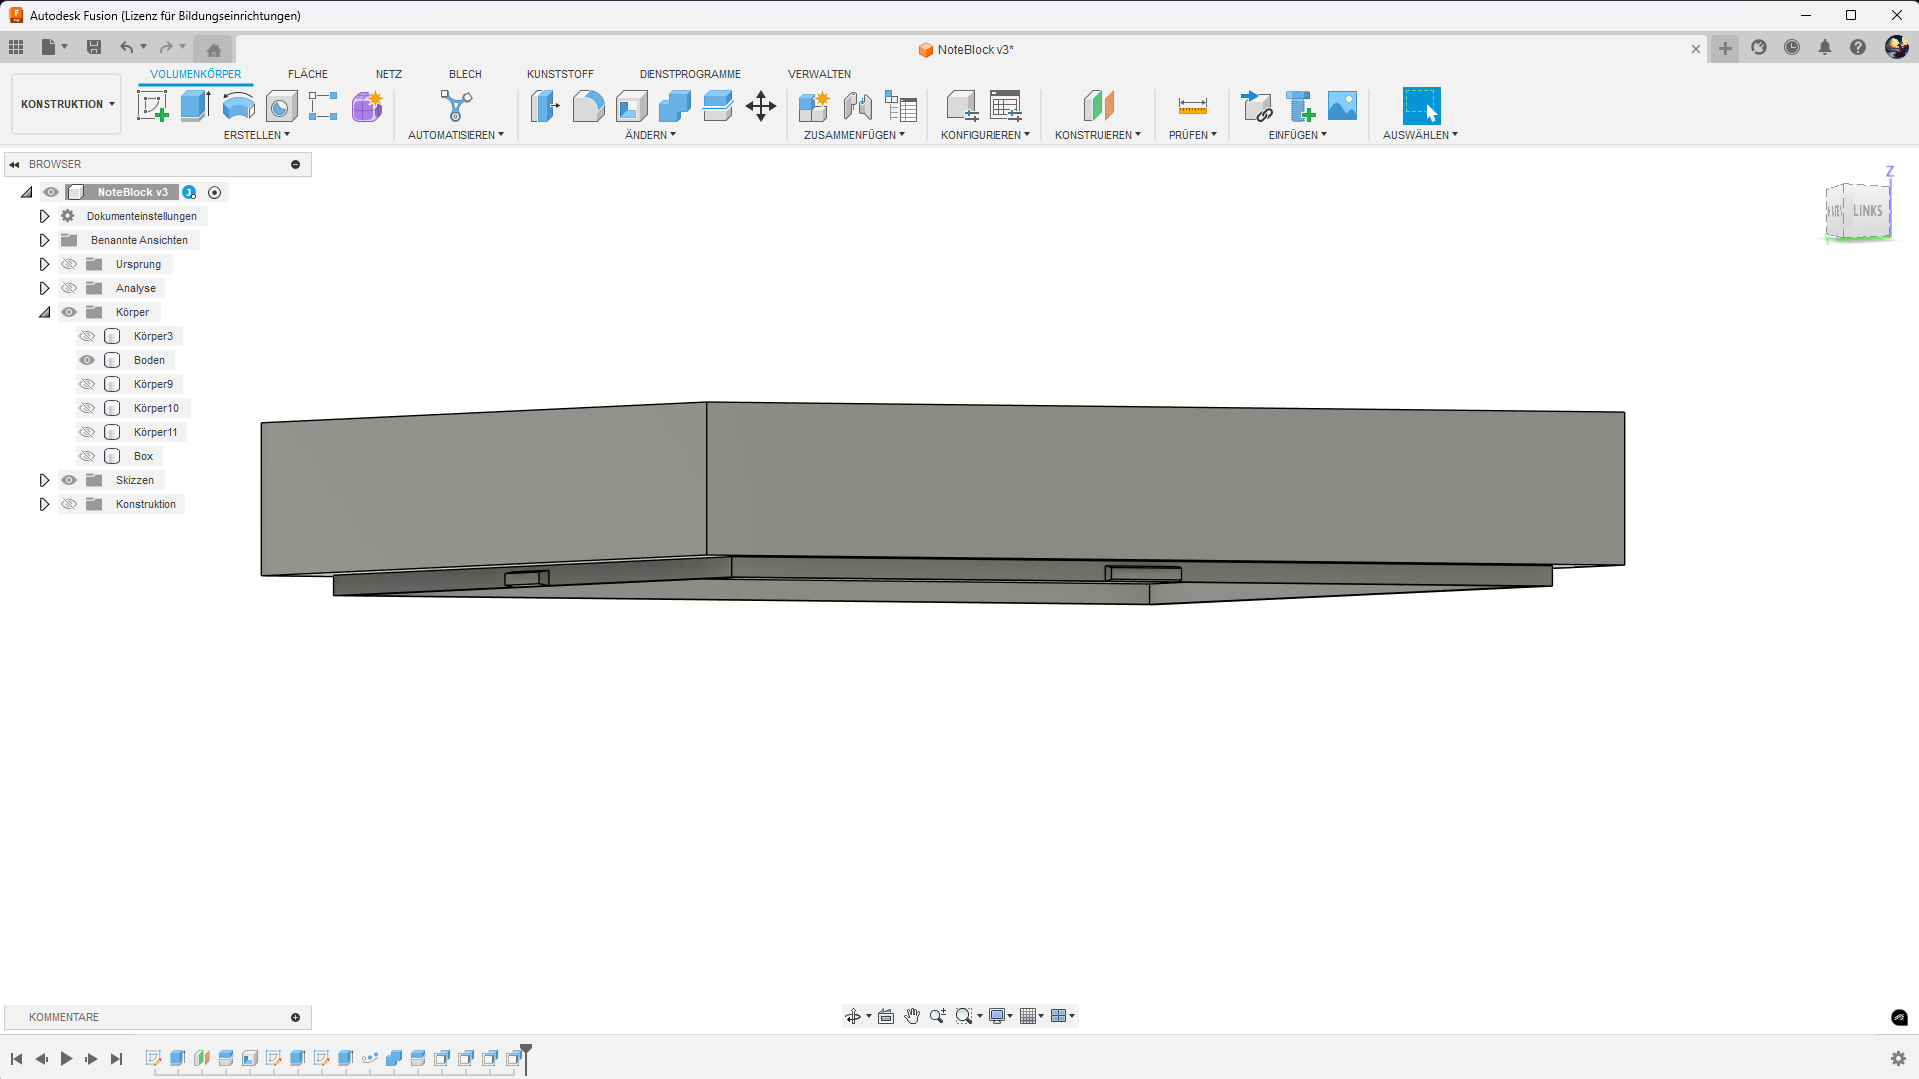 Autodesk Fusion (Lizenz für Bildungseinrichtungen)
NoteBlock v3*
VOLUMENKÖRPER FLÄCHE NETZ BLECH KUNSTSTOFF DIENSTPROGRAMME VERWALTEN
KONSTRUKTION
ERSTELLEN AUTOMATISIEREN ÄNDERN ZUSAMMENFÜGEN KONFIGURIEREN KONSTRUIEREN PRÜFEN EINFÜGEN AUSWÄHLEN
BROWSER
NoteBlock v3
Dokumenteinstellungen
Benannte Ansichten
Ursprung
Analyse
Körper
Körper3
Boden
Körper9
Körper10
Körper11
Box
Skizzen
Konstruktion
Z
LINKS
Y
KOMMENTARE